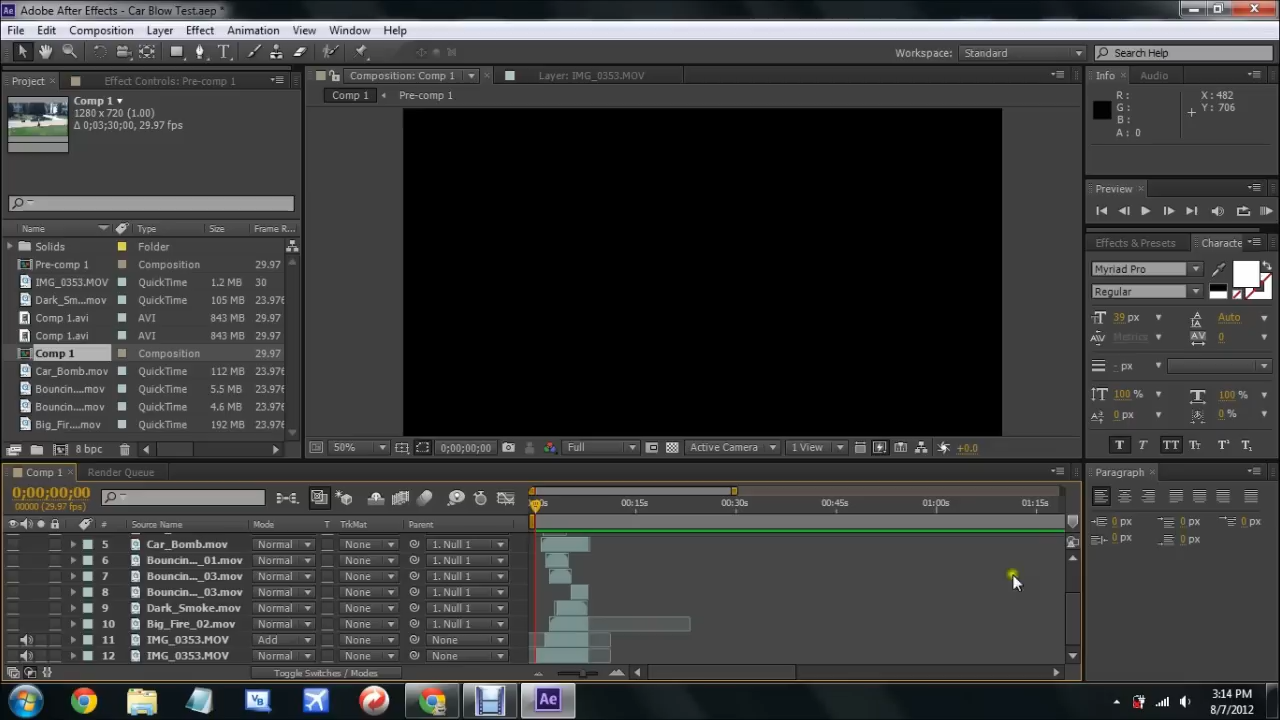 Adobe After Effects - Car Blow Test.aep *
File Edit Composition Layer Effect Animation View Window Help
Workspace: Standard Search Help
Project Effect Controls: Pre-comp 1
Composition: Comp 1 Layer: IMG_0353.MOV
Info Audio
Comp 1
1280 x 720 (1.00)
Δ 0;03;30;00, 29.97 fps
Comp 1 Pre-comp 1
R : X : 482
G : Y : 706
B :
A : 0
Preview
Name Type Size Frame R...
Solids Folder
Pre-comp 1 Composition 29.97
IMG_0353.MOV QuickTime 1.2 MB 30
Dark_Sm...mov QuickTime 105 MB 23.976
Comp 1.avi AVI 843 MB 29.97
Comp 1.avi AVI 843 MB 29.97
Comp 1 Composition 29.97
Car_Bomb.mov QuickTime 112 MB 23.976
Bouncin....mov QuickTime 5.5 MB 23.976
Bouncin....mov QuickTime 4.6 MB 23.976
Big_Fir....mov QuickTime 192 MB 23.976
8 bpc
50% 0;00;00;00 Full Active Camera 1 View +0.0
Effects & Presets Characte
Myriad Pro
Regular
39 px Auto
Metrics 0
- px
100 % 100 %
0 px 0 %
T T TT Tt T¹ T₁
Comp 1 Render Queue
Paragraph
0;00;00;00
00000 (29.97 fps)
:00s 00:15s 00:30s 00:45s 01:00s 01:15s
# Source Name Mode T TrkMat Parent
5 Car_Bomb.mov Normal None 1. Null 1
6 Bouncin..._01.mov Normal None 1. Null 1
7 Bouncin..._03.mov Normal None 1. Null 1
8 Bouncin..._03.mov Normal None 1. Null 1
9 Dark_Smoke.mov Normal None 1. Null 1
10 Big_Fire_02.mov Normal None 1. Null 1
11 IMG_0353.MOV Add None None
12 IMG_0353.MOV Normal None None
Toggle Switches / Modes
0 px 0 px 0 px
0 px 0 px
VB
Ae
3:14 PM
8/7/2012